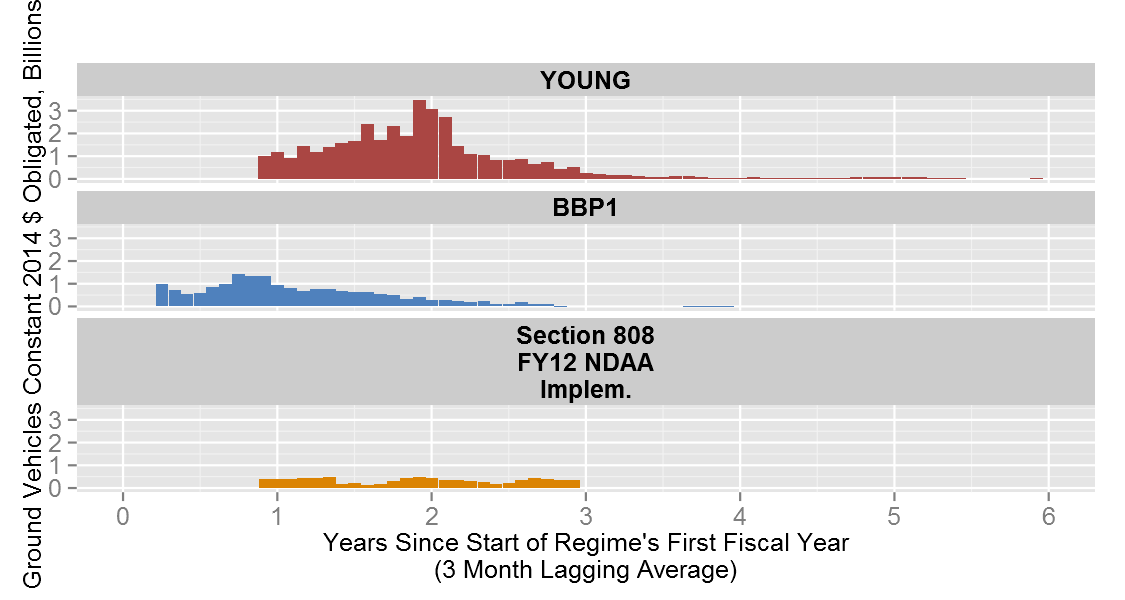 Ground Vehicles Constant 2014 $ Obligated, Billions
YOUNG
3
2
1
0
BBP1
3
2
1
0
Section 808
FY12 NDAA
Implem.
3
2
1
0
0 1 2 3 4 5 6
Years Since Start of Regime's First Fiscal Year
(3 Month Lagging Average)